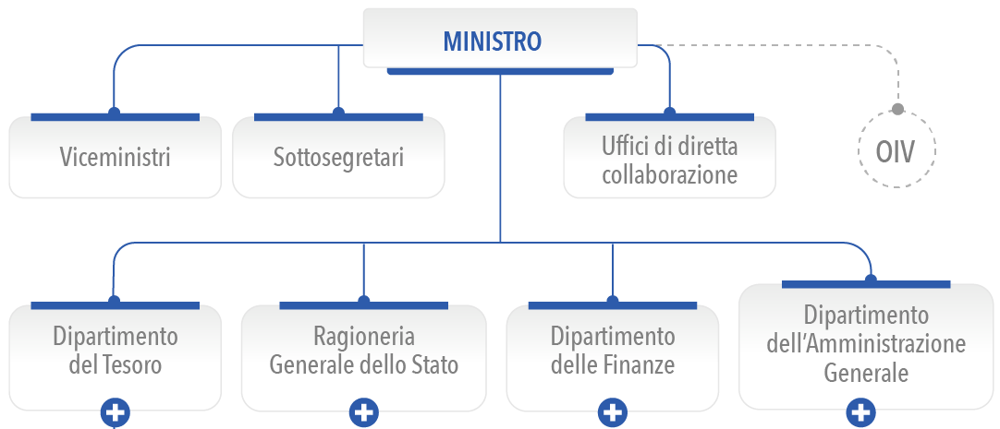 MINISTRO
Viceministri
Sottosegretari
Uffici di diretta
collaborazione
OIV
Dipartimento
del Tesoro
Ragioneria
Generale dello Stato
Dipartimento
delle Finanze
Dipartimento
dell'Amministrazione
Generale